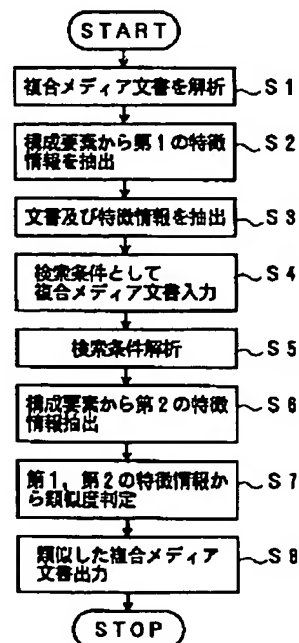 START
複合メディア文書を解析
S1
構成要素から第1の特徴
情報を抽出
S2
文書及び特徴情報を抽出
S3
検索条件として
複合メディア文書入力
S4
検索条件解析
S5
構成要素から第2の特徴
情報抽出
S6
第1、第2の特徴情報か
ら類似度判定
S7
類似した複合メディア
文書出力
S8
STOP